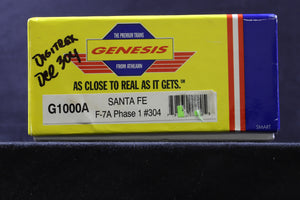 DIGITRAX
DCC 304
THE PREMIUM TRAINS
GENESIS
FROM ATHEARN
AS CLOSE TO REAL AS IT GETS.℠
G1000A
SANTA FE
F-7A Phase 1 #304
SMART